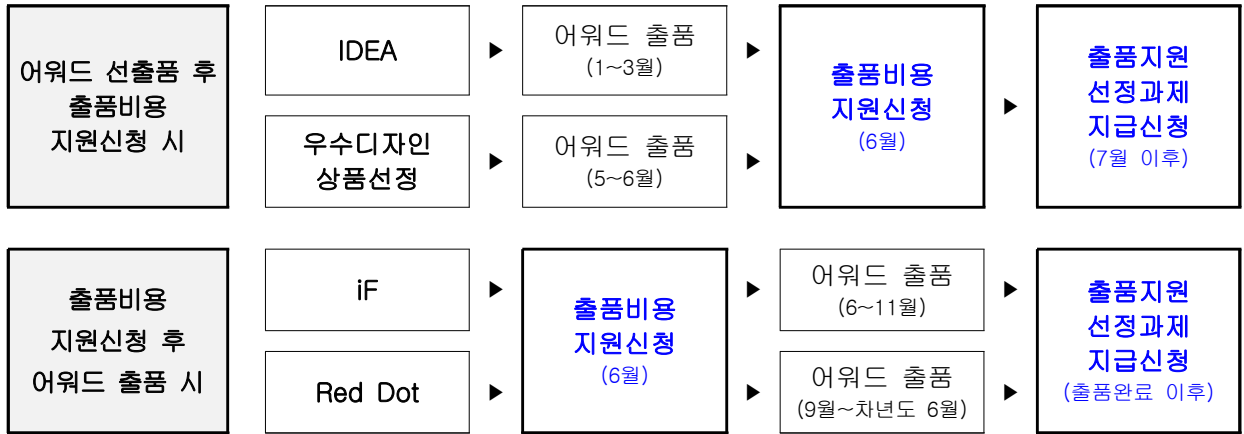 어워드 선출품 후
출품비용
지원신청 시
IDEA
▶
어워드 출품
(1~3월)
▶
우수디자인
상품선정
▶
어워드 출품
(5~6월)
▶
출품비용
지원신청
(6월)
▶
출품지원
선정과제
지급신청
(7월 이후)
출품비용
지원신청 후
어워드 출품 시
iF
▶
Red Dot
▶
출품비용
지원신청
(6월)
▶
어워드 출품
(6~11월)
▶
▶
어워드 출품
(9월~차년도 6월)
▶
출품지원
선정과제
지급신청
(출품완료 이후)